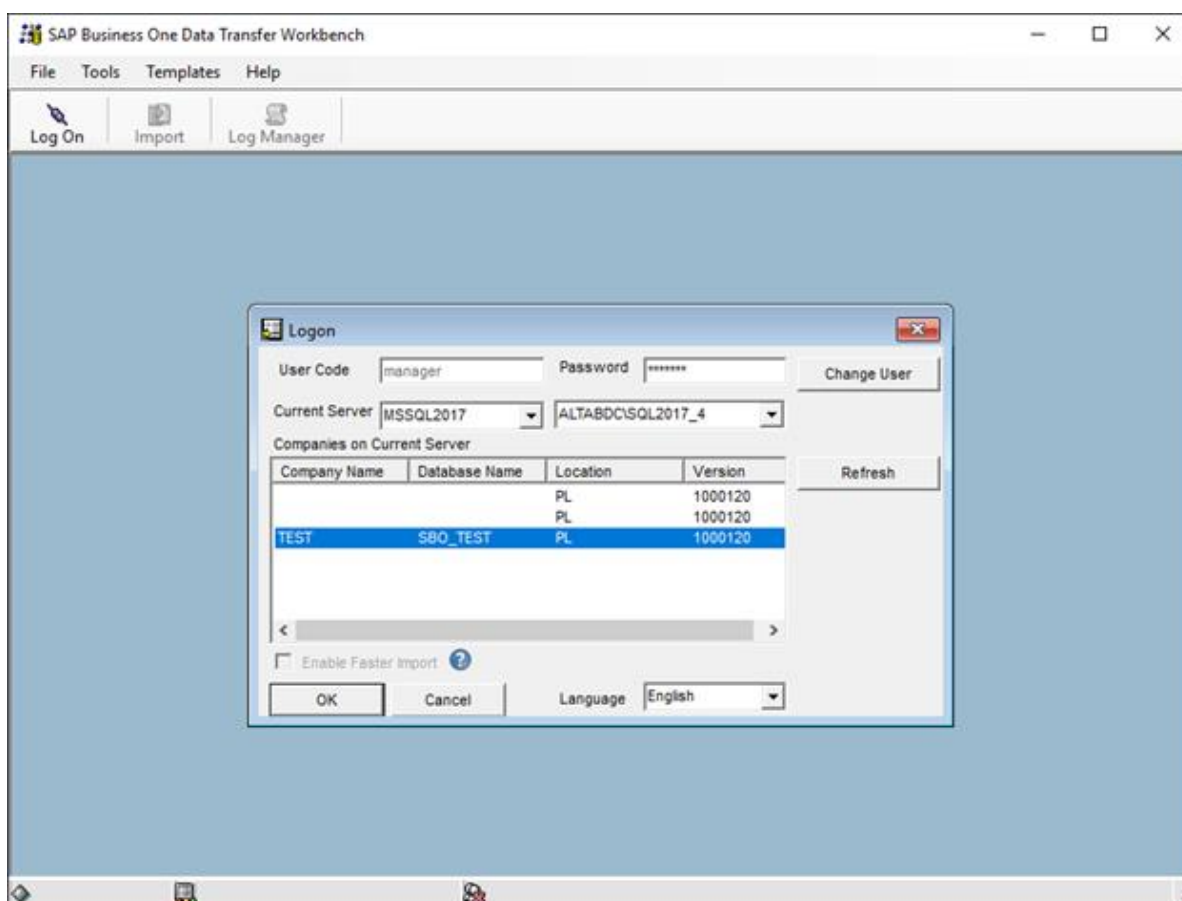 SAP Business One Data Transfer Workbench
File Tools Templates Help
Log On Import Log Manager
Logon
User Code manager Password ******* Change User
Current Server MSSQL2017 ALTABDC\SQL2017_4
Companies on Current Server
Company Name Database Name Location Version Refresh
PL 1000120
PL 1000120
TEST SBO_TEST PL 1000120
Enable Faster Import ?
OK Cancel Language English